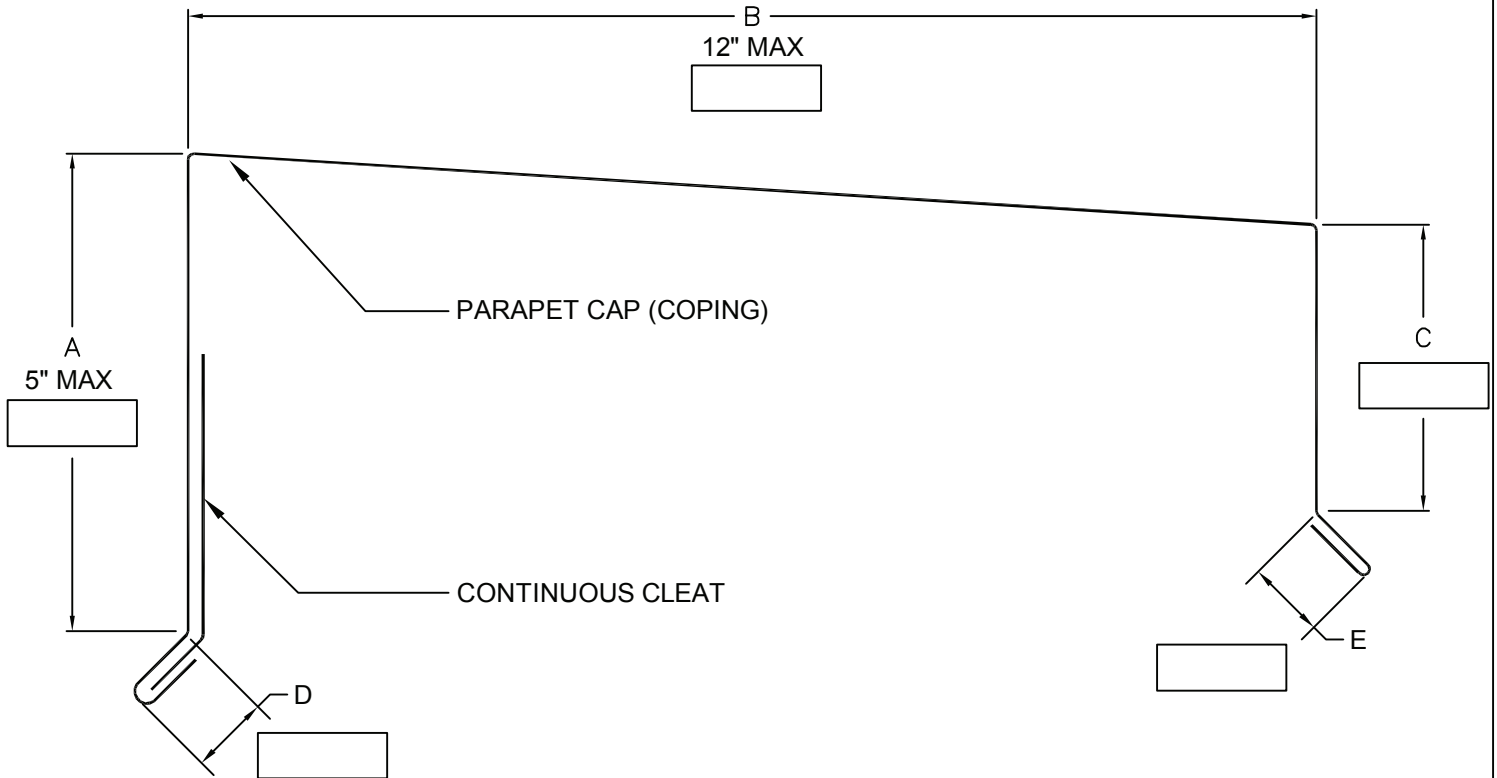 B
12" MAX
PARAPET CAP (COPING)
A
5" MAX
C
CONTINUOUS CLEAT
E
D